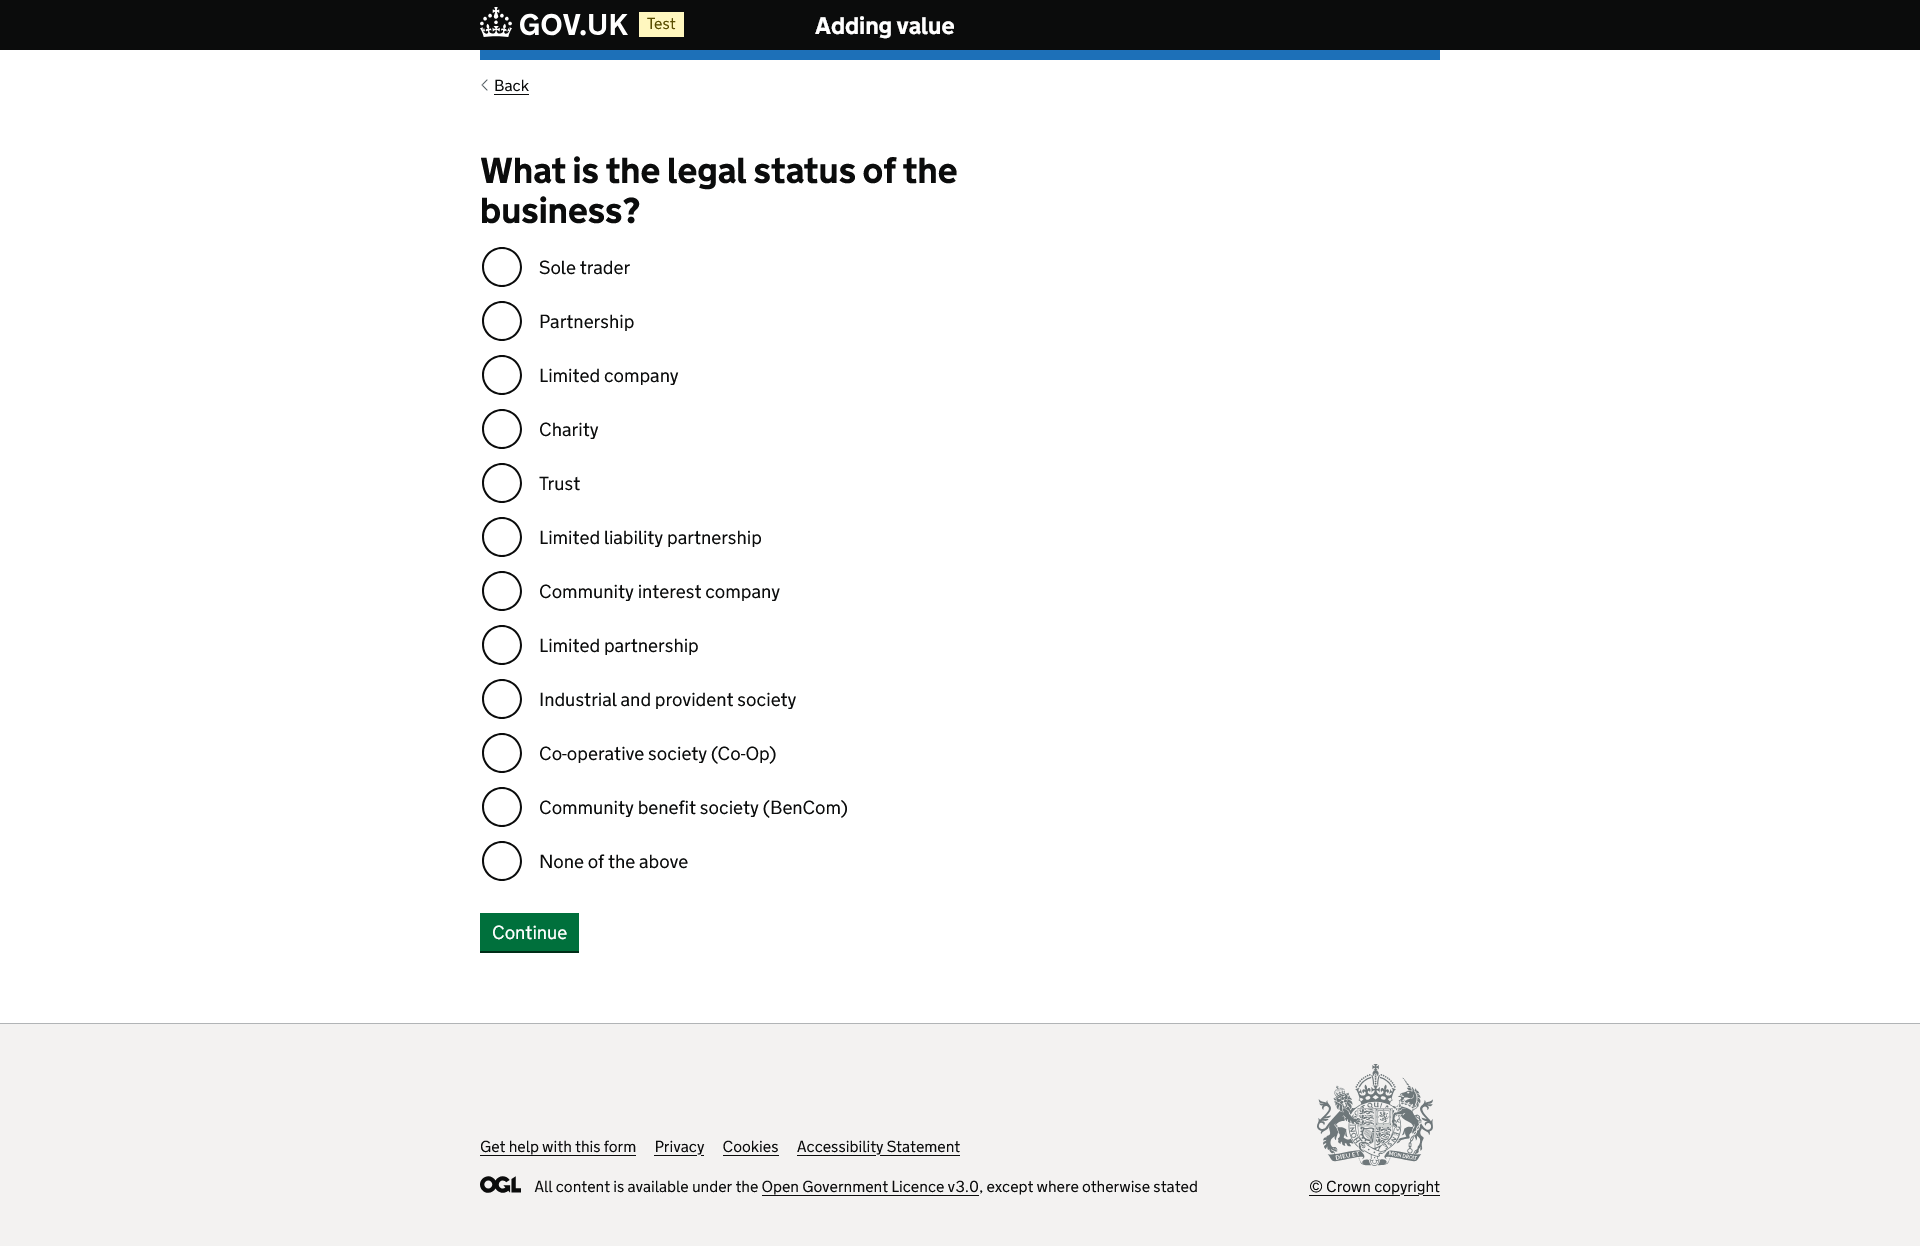 GOV.UK Test Adding value
Back
What is the legal status of the
business?
Sole trader
Partnership
Limited company
Charity
Trust
Limited liability partnership
Community interest company
Limited partnership
Industrial and provident society
Co-operative society (Co-Op)
Community benefit society (BenCom)
None of the above
Continue
Get help with this form Privacy Cookies Accessibility Statement
OGL All content is available under the Open Government Licence v3.0, except where otherwise stated
© Crown copyright